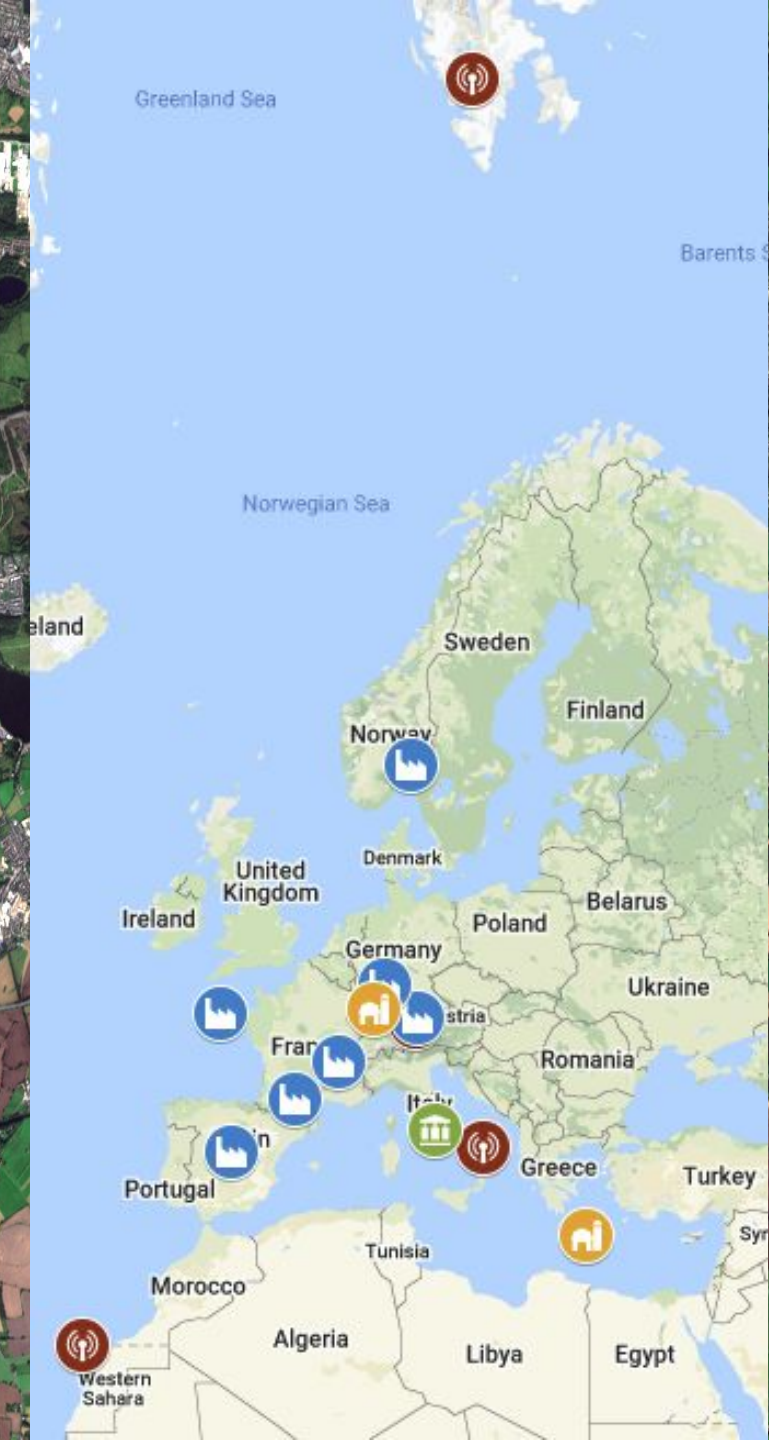 Greenland Sea
Barents S
Norwegian Sea
eland
Sweden
Finland
Norway
Denmark
United
Kingdom
Ireland
Belarus
Poland
Germany
Ukraine
stria
Fran
Romania
Italy
in
Greece
Turkey
Portugal
Syr
Tunisia
Morocco
Algeria
Libya
Egypt
Western
Sahara